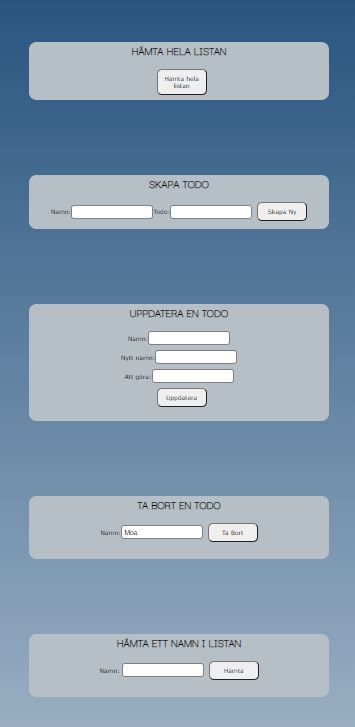 HÄMTA HELA LISTAN
Hämta hela
listan
SKAPA TODO
Namn: Todo: Skapa Ny
UPPDATERA EN TODO
Namn:
Nytt namn:
Att göra:
Uppdatera
TA BORT EN TODO
Namn: Moa Ta Bort
HÄMTA ETT NAMN I LISTAN
Namn: Hämta